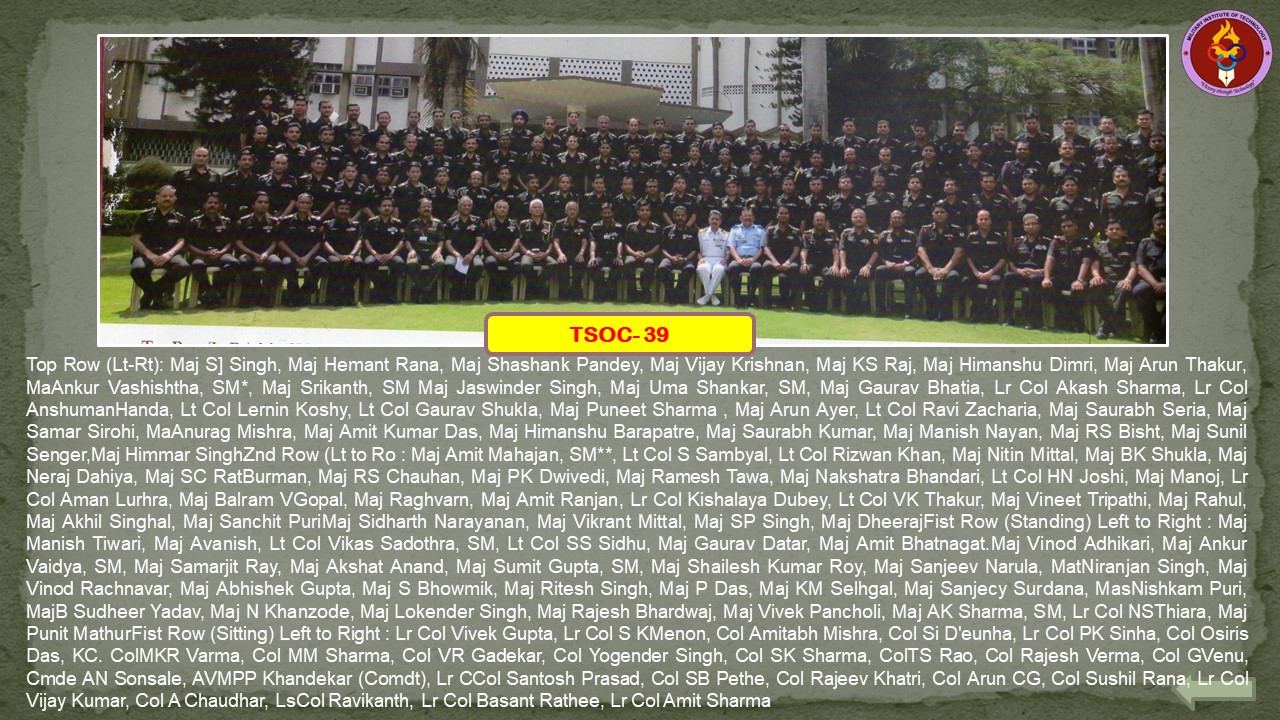 MILITARY INSTITUTE OF TECHNOLOGY
TSOC- 39
Top Row (Lt-Rt): Maj S] Singh, Maj Hemant Rana, Maj Shashank Pandey, Maj Vijay Krishnan, Maj KS Raj, Maj Himanshu Dimri, Maj Arun Thakur,
MaAnkur Vashishtha, SM*, Maj Srikanth, SM Maj Jaswinder Singh, Maj Uma Shankar, SM, Maj Gaurav Bhatia, Lr Col Akash Sharma, Lr Col
AnshumanHanda, Lt Col Lernin Koshy, Lt Col Gaurav Shukla, Maj Puneet Sharma , Maj Arun Ayer, Lt Col Ravi Zacharia, Maj Saurabh Seria, Maj
Samar Sirohi, MaAnurag Mishra, Maj Amit Kumar Das, Maj Himanshu Barapatre, Maj Saurabh Kumar, Maj Manish Nayan, Maj RS Bisht, Maj Sunil
Senger,Maj Himmar SinghZnd Row (Lt to Ro : Maj Amit Mahajan, SM**, Lt Col S Sambyal, Lt Col Rizwan Khan, Maj Nitin Mittal, Maj BK Shukla, Maj
Neraj Dahiya, Maj SC RatBurman, Maj RS Chauhan, Maj PK Dwivedi, Maj Ramesh Tawa, Maj Nakshatra Bhandari, Lt Col HN Joshi, Maj Manoj, Lr
Col Aman Lurhra, Maj Balram VGopal, Maj Raghvarn, Maj Amit Ranjan, Lr Col Kishalaya Dubey, Lt Col VK Thakur, Maj Vineet Tripathi, Maj Rahul,
Maj Akhil Singhal, Maj Sanchit PuriMaj Sidharth Narayanan, Maj Vikrant Mittal, Maj SP Singh, Maj DheerajFist Row (Standing) Left to Right : Maj
Manish Tiwari, Maj Avanish, Lt Col Vikas Sadothra, SM, Lt Col SS Sidhu, Maj Gaurav Datar, Maj Amit Bhatnagat.Maj Vinod Adhikari, Maj Ankur
Vaidya, SM, Maj Samarjit Ray, Maj Akshat Anand, Maj Sumit Gupta, SM, Maj Shailesh Kumar Roy, Maj Sanjeev Narula, MatNiranjan Singh, Maj
Vinod Rachnavar, Maj Abhishek Gupta, Maj S Bhowmik, Maj Ritesh Singh, Maj P Das, Maj KM Selhgal, Maj Sanjecy Surdana, MasNishkam Puri,
MajB Sudheer Yadav, Maj N Khanzode, Maj Lokender Singh, Maj Rajesh Bhardwaj, Maj Vivek Pancholi, Maj AK Sharma, SM, Lr Col NSThiara, Maj
Punit MathurFist Row (Sitting) Left to Right : Lr Col Vivek Gupta, Lr Col S KMenon, Col Amitabh Mishra, Col Si D'eunha, Lr Col PK Sinha, Col Osiris
Das, KC. ColMKR Varma, Col MM Sharma, Col VR Gadekar, Col Yogender Singh, Col SK Sharma, ColTS Rao, Col Rajesh Verma, Col GVenu,
Cmde AN Sonsale, AVMPP Khandekar (Comdt), Lr CCol Santosh Prasad, Col SB Pethe, Col Rajeev Khatri, Col Arun CG, Col Sushil Rana, Lr Col
Vijay Kumar, Col A Chaudhar, LsCol Ravikanth, Lr Col Basant Rathee, Lr Col Amit Sharma